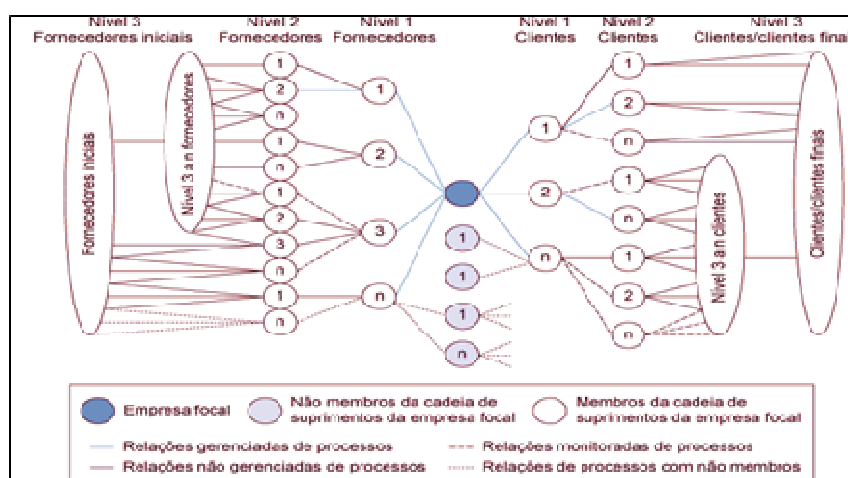 Nível 3
Fornecedores iniciais
Nível 2
Fornecedores
Nível 1
Fornecedores
Nível 1
Clientes
Nível 2
Clientes
Nível 3
Clientes/clientes final
Fornecedores inicias
Nível 3 a n fornecedores
1
2
n
1
n
1
2
3
n
1
n
1
2
3
n
1
1
1
n
1
2
n
1
2
n
1
n
1
2
n
Nível 3 a n clientes
Clientes/clientes finais
Empresa focal
Não membros da cadeia de
suprimentos da empresa focal
Membros da cadeia de
suprimentos da empresa focal
Relações gerenciadas de processos
Relações monitoradas de processos
Relações não gerenciadas de processos
Relações de processos com não membros